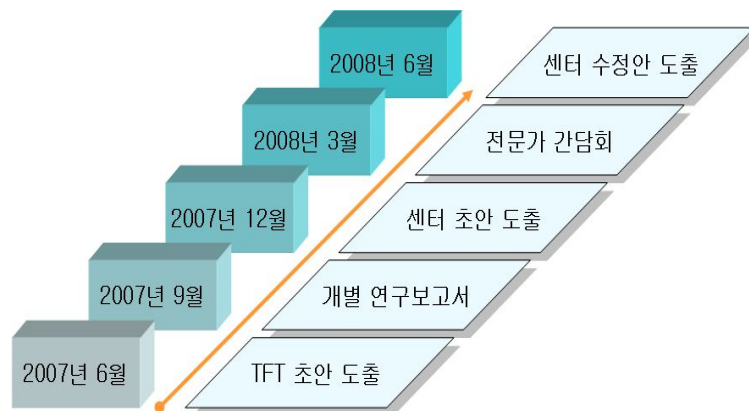 2008년 6월
센터 수정안 도출
2008년 3월
전문가 간담회
2007년 12월
센터 초안 도출
2007년 9월
개별 연구보고서
2007년 6월
TFT 초안 도출